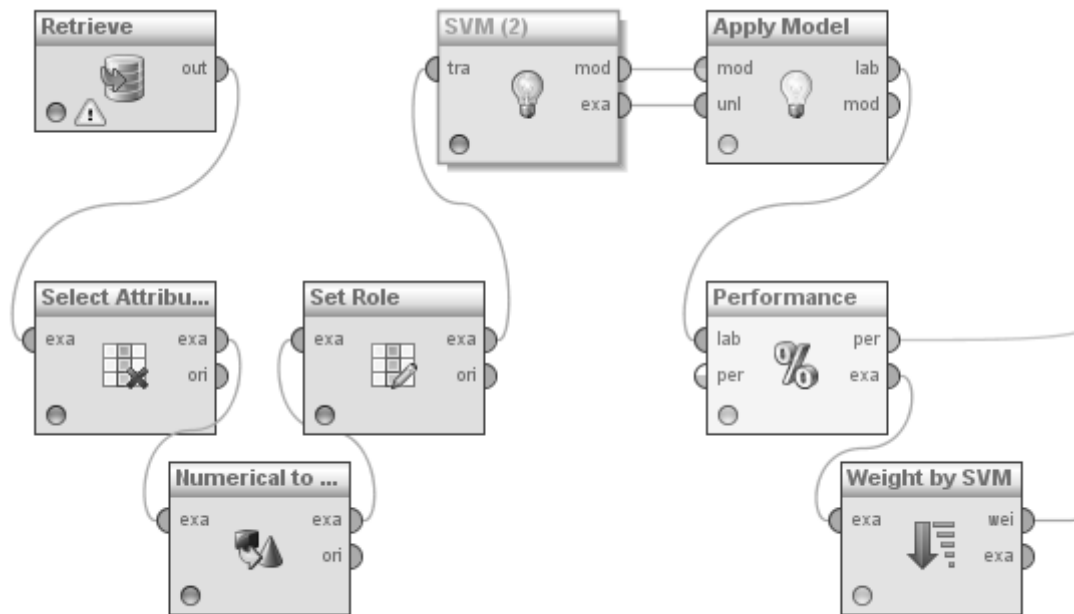 Retrieve
out
SVM (2)
tra
mod
exa
Apply Model
mod
lab
unl
mod
Select Attribu...
exa
exa
ori
Set Role
exa
exa
ori
Performance
lab
per
per
exa
%
Numerical to ...
exa
exa
ori
Weight by SVM
exa
wei
exa